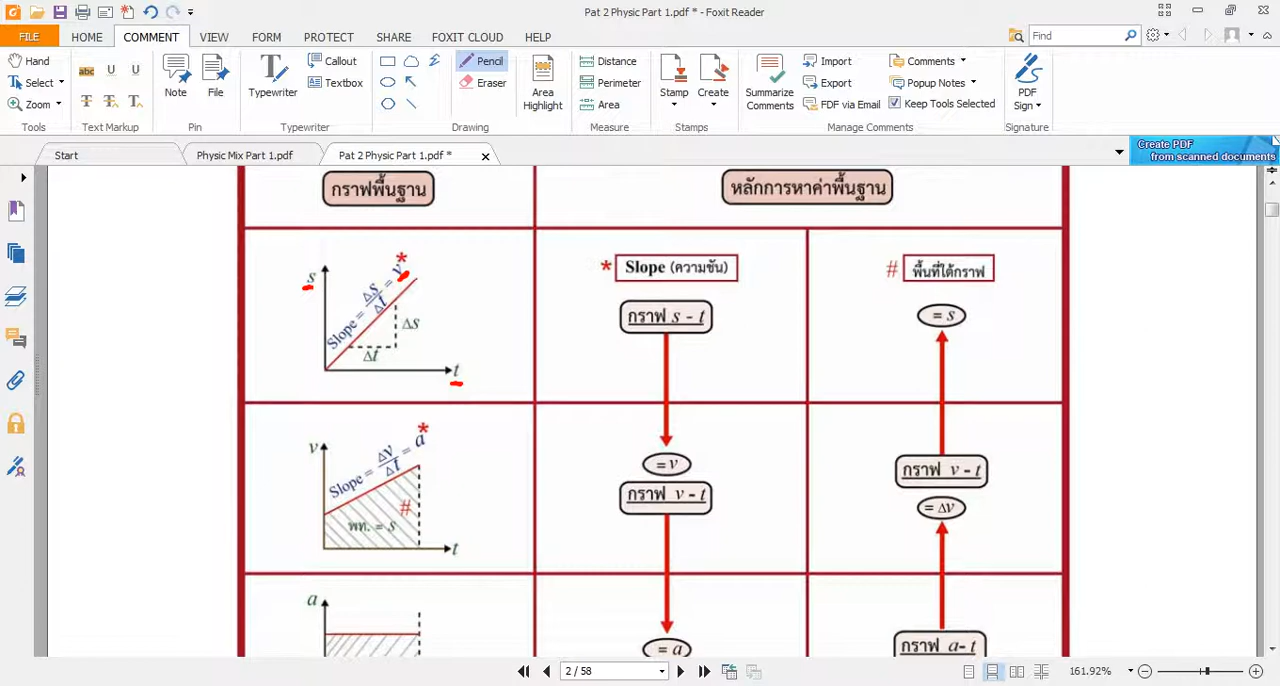 Pat 2 Physic Part 1.pdf * - Foxit Reader
FILE
HOME
COMMENT
VIEW
FORM
PROTECT
SHARE
FOXIT CLOUD
HELP
Find
Hand
Select
Zoom
Tools
abc
U
U
T
T
T
Text Markup
Note
File
Pin
Typewriter
Callout
Textbox
Typewriter
Pencil
Eraser
Drawing
Area
Highlight
Distance
Perimeter
Area
Measure
Stamp
Create
Stamps
Summarize
Comments
Import
Export
FDF via Email
Comments
Popup Notes
Keep Tools Selected
Manage Comments
PDF
Sign
Signature
Start
Physic Mix Part 1.pdf
Pat 2 Physic Part 1.pdf *
Create PDF
from scanned documents
กราฟพื้นฐาน
หลักการหาค่าพื้นฐาน
s
Slope = Δs/Δt = v *
Δs
Δt
t
* Slope (ความชัน)
กราฟ s - t
# พื้นที่ใต้กราฟ
= s
v
Slope = Δv/Δt = a *
#
พท. = s
t
= v
กราฟ v - t
กราฟ v - t
= Δv
a
= a
กราฟ a- t
2 / 58
161.92%